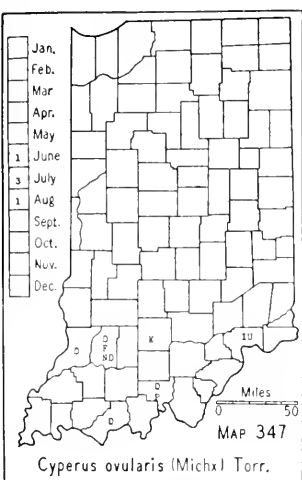 Jan.
Feb.
Mar
Apr.
May
1 June
3 July
1 Aug
Sept.
Oct.
Nov.
Dec.
D
D
F
ND
K
IU
D
P
D
Miles
0 50
MAP 347
Cyperus ovularis (Michx) Torr.